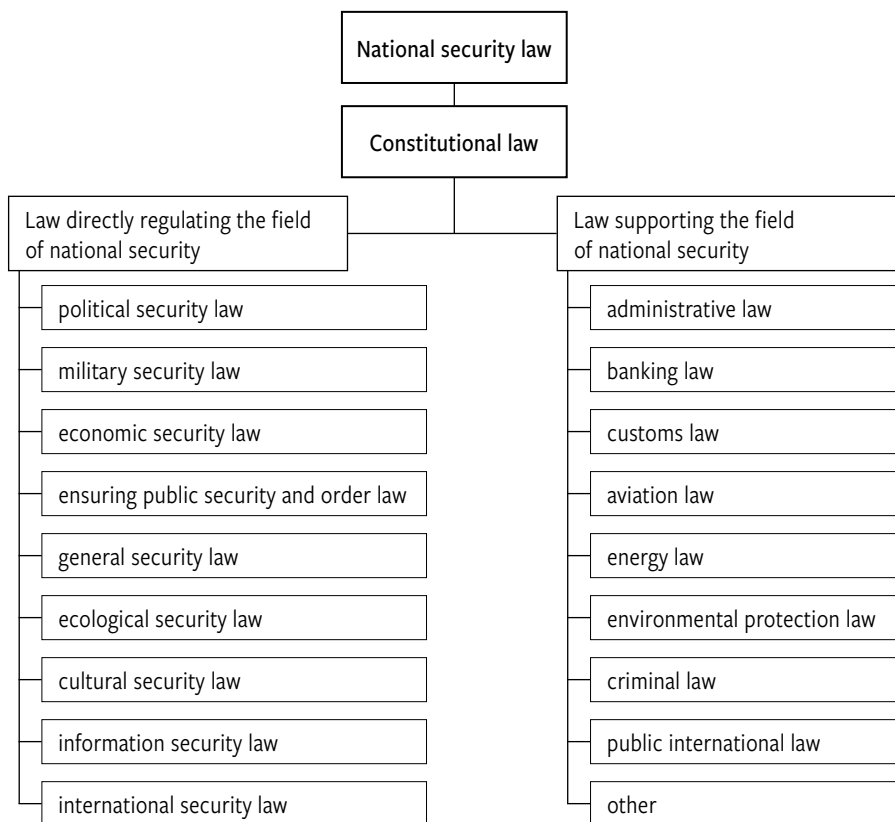 National security law
Constitutional law
Law directly regulating the field
of national security
political security law
military security law
economic security law
ensuring public security and order law
general security law
ecological security law
cultural security law
information security law
international security law
Law supporting the field
of national security
administrative law
banking law
customs law
aviation law
energy law
environmental protection law
criminal law
public international law
other